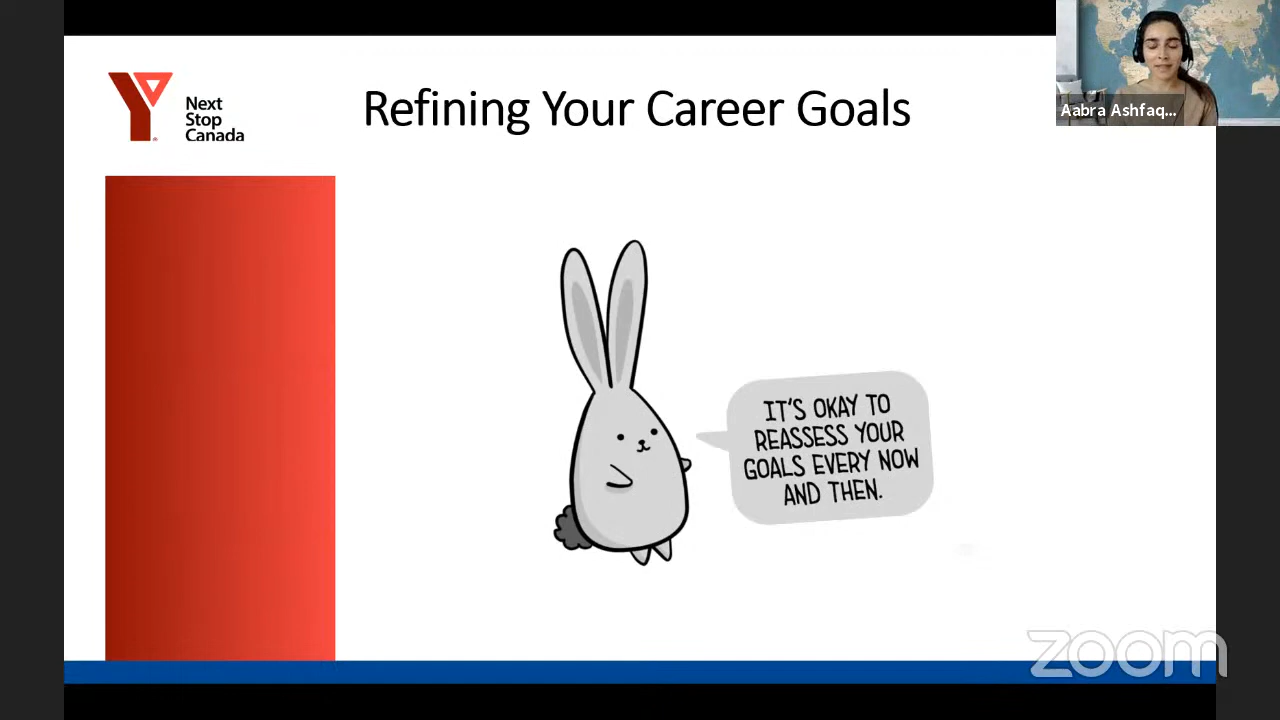 Next
Stop
Canada
Refining Your Career Goals
Aabra Ashfaq...
IT'S OKAY TO
REASSESS YOUR
GOALS EVERY NOW
AND THEN.
zoom